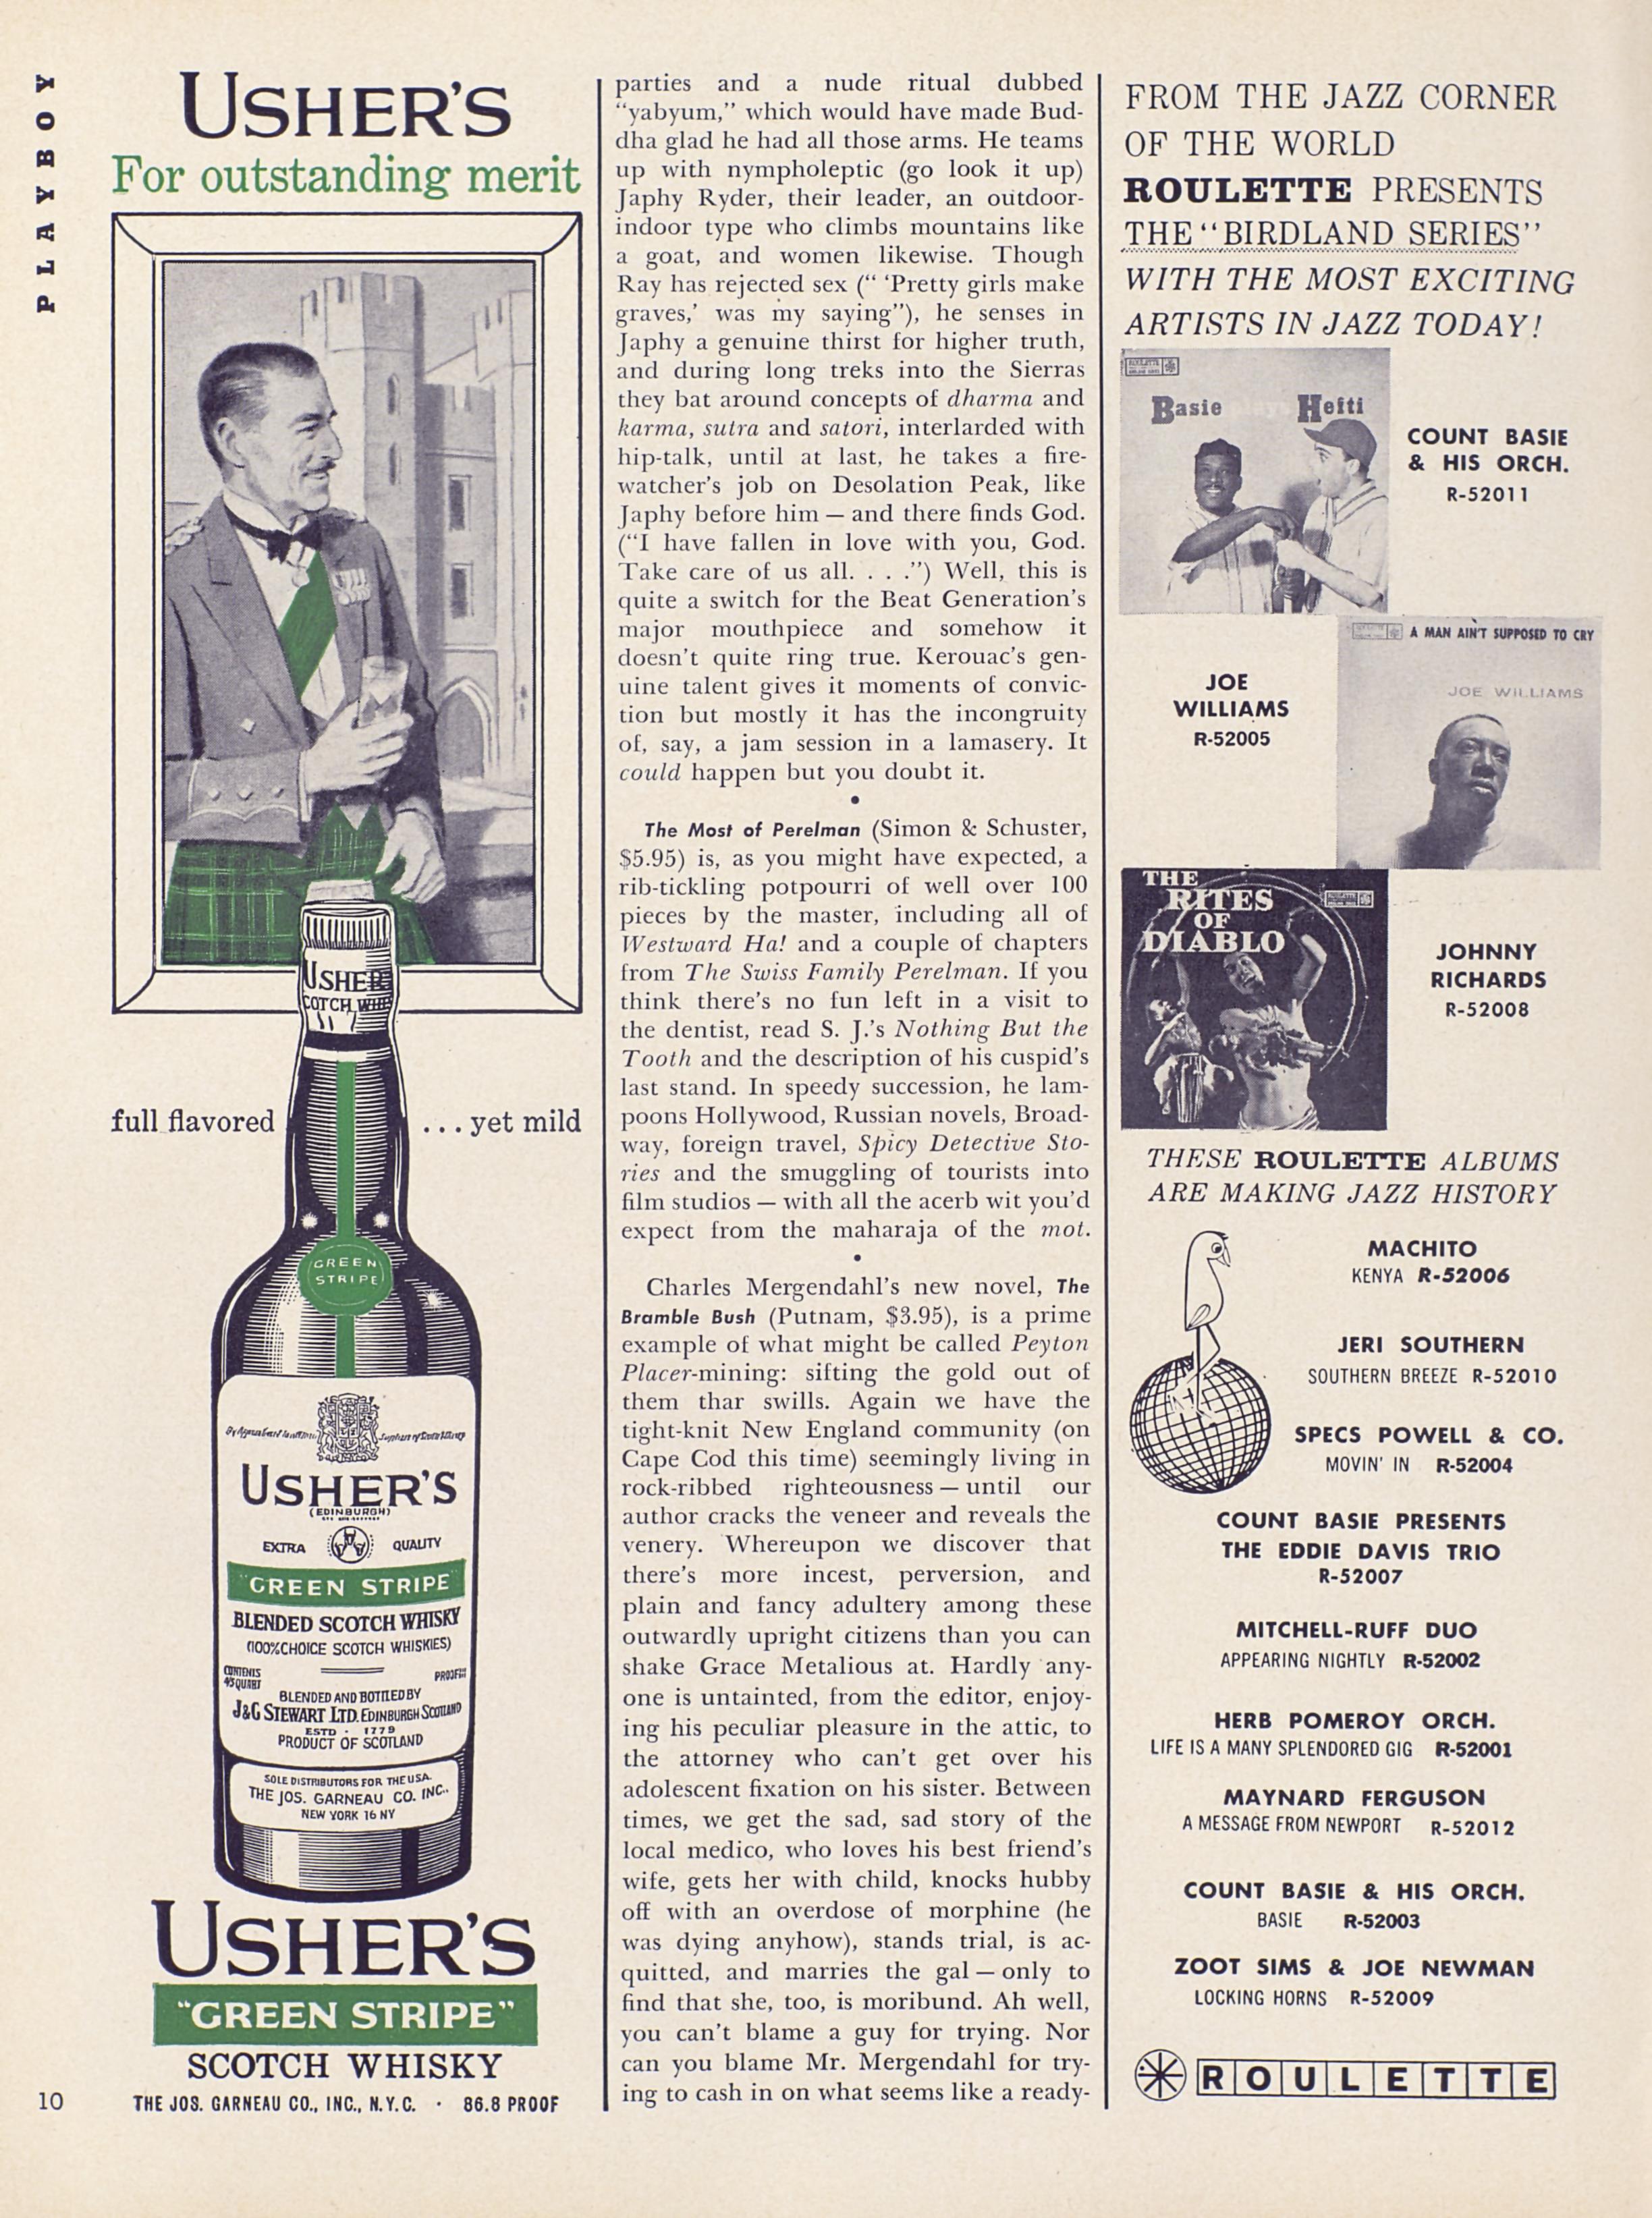 PLAYBOY
USHER'S
For outstanding merit
USHER
full flavored
...yet mild
GREEN
STRIPE
USHER'S
(EDINBURGH)
EXTRA QUALITY
"GREEN STRIPE"
BLENDED SCOTCH WHISKY
(100% CHOICE SCOTCH WHISKIES)
CONTENTS
4/5 QUART
PROOF
BLENDED AND BOTTLED BY
J&G STEWART LTD. EDINBURGH SCOTLAND
ESTD · 1779
PRODUCT OF SCOTLAND
SOLE DISTRIBUTORS FOR THE U.S.A.
THE JOS. GARNEAU CO. INC.
NEW YORK 16 NY
USHER'S
"GREEN STRIPE"
SCOTCH WHISKY
THE JOS. GARNEAU CO., INC., N.Y.C. · 86.8 PROOF
10
parties and a nude ritual dubbed
"yabyum," which would have made Bud-
dha glad he had all those arms. He teams
up with nympholeptic (go look it up)
Japhy Ryder, their leader, an outdoor-
indoor type who climbs mountains like
a goat, and women likewise. Though
Ray has rejected sex (" 'Pretty girls make
graves,' was my saying"), he senses in
Japhy a genuine thirst for higher truth,
and during long treks into the Sierras
they bat around concepts of dharma and
karma, sutra and satori, interlarded with
hip-talk, until at last, he takes a fire-
watcher's job on Desolation Peak, like
Japhy before him — and there finds God.
("I have fallen in love with you, God.
Take care of us all. . . .") Well, this is
quite a switch for the Beat Generation's
major mouthpiece and somehow it
doesn't quite ring true. Kerouac's gen-
uine talent gives it moments of convic-
tion but mostly it has the incongruity
of, say, a jam session in a lamasery. It
could happen but you doubt it.
•
The Most of Perelman (Simon & Schuster,
$5.95) is, as you might have expected, a
rib-tickling potpourri of well over 100
pieces by the master, including all of
Westward Ha! and a couple of chapters
from The Swiss Family Perelman. If you
think there's no fun left in a visit to
the dentist, read S. J.'s Nothing But the
Tooth and the description of his cuspid's
last stand. In speedy succession, he lam-
poons Hollywood, Russian novels, Broad-
way, foreign travel, Spicy Detective Sto-
ries and the smuggling of tourists into
film studios — with all the acerb wit you'd
expect from the maharaja of the mot.
•
Charles Mergendahl's new novel, The
Bramble Bush (Putnam, $3.95), is a prime
example of what might be called Peyton
Placer-mining: sifting the gold out of
them thar swills. Again we have the
tight-knit New England community (on
Cape Cod this time) seemingly living in
rock-ribbed righteousness — until our
author cracks the veneer and reveals the
venery. Whereupon we discover that
there's more incest, perversion, and
plain and fancy adultery among these
outwardly upright citizens than you can
shake Grace Metalious at. Hardly any-
one is untainted, from the editor, enjoy-
ing his peculiar pleasure in the attic, to
the attorney who can't get over his
adolescent fixation on his sister. Between
times, we get the sad, sad story of the
local medico, who loves his best friend's
wife, gets her with child, knocks hubby
off with an overdose of morphine (he
was dying anyhow), stands trial, is ac-
quitted, and marries the gal — only to
find that she, too, is moribund. Ah well,
you can't blame a guy for trying. Nor
can you blame Mr. Mergendahl for try-
ing to cash in on what seems like a ready-
FROM THE JAZZ CORNER
OF THE WORLD
ROULETTE PRESENTS
THE "BIRDLAND SERIES"
WITH THE MOST EXCITING
ARTISTS IN JAZZ TODAY!
Basie plays Hefti
COUNT BASIE
& HIS ORCH.
R-52011
A MAN AIN'T SUPPOSED TO CRY
JOE WILLIAMS
JOE
WILLIAMS
R-52005
THE
RITES
OF
DIABLO
JOHNNY
RICHARDS
R-52008
THESE ROULETTE ALBUMS
ARE MAKING JAZZ HISTORY
MACHITO
KENYA R-52006
JERI SOUTHERN
SOUTHERN BREEZE R-52010
SPECS POWELL & CO.
MOVIN' IN R-52004
COUNT BASIE PRESENTS
THE EDDIE DAVIS TRIO
R-52007
MITCHELL-RUFF DUO
APPEARING NIGHTLY R-52002
HERB POMEROY ORCH.
LIFE IS A MANY SPLENDORED GIG R-52001
MAYNARD FERGUSON
A MESSAGE FROM NEWPORT R-52012
COUNT BASIE & HIS ORCH.
BASIE R-52003
ZOOT SIMS & JOE NEWMAN
LOCKING HORNS R-52009
ROULETTE